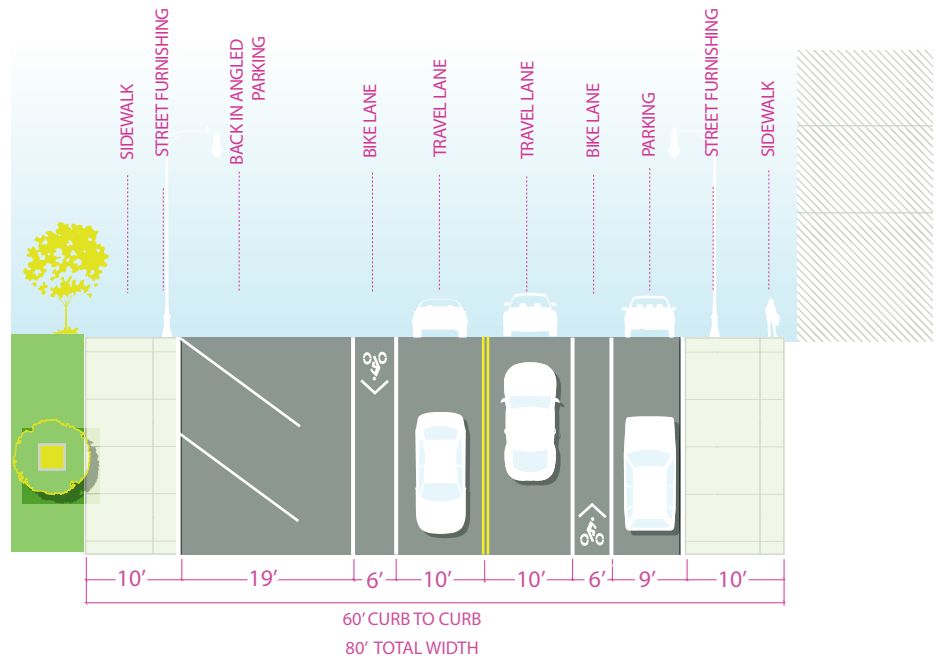 SIDEWALK
STREET FURNISHING
BACK IN ANGLED
PARKING
BIKE LANE
TRAVEL LANE
TRAVEL LANE
BIKE LANE
PARKING
STREET FURNISHING
SIDEWALK
10’ 19’ 6’ 10’ 10’ 6’ 9’ 10’
60’ CURB TO CURB
80’ TOTAL WIDTH